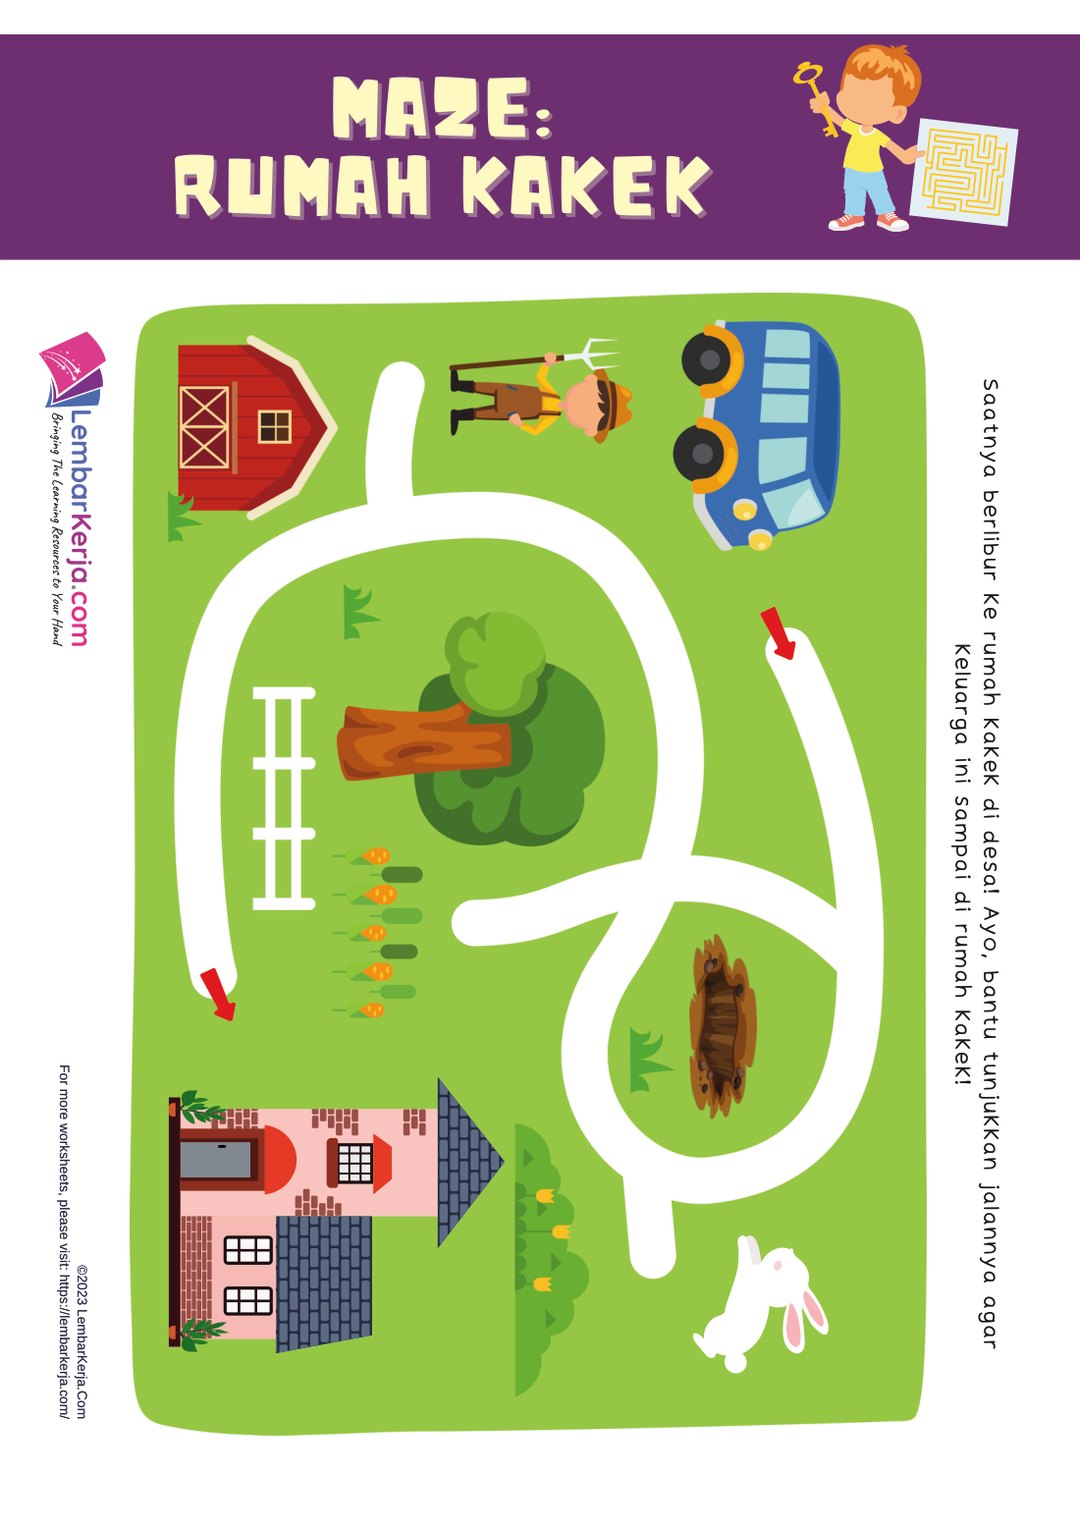 MAZE:
RUMAH KAKEK
Saatnya berlibur ke rumah kakek di desa! Ayo, bantu tunjukkan jalannya agar
keluarga ini sampai di rumah kakek!
LembarKerja.com
Bringing The Learning Resources to Your Hand
©2023 LembarKerja.Com
For more worksheets, please visit: https://lembarkerja.com/